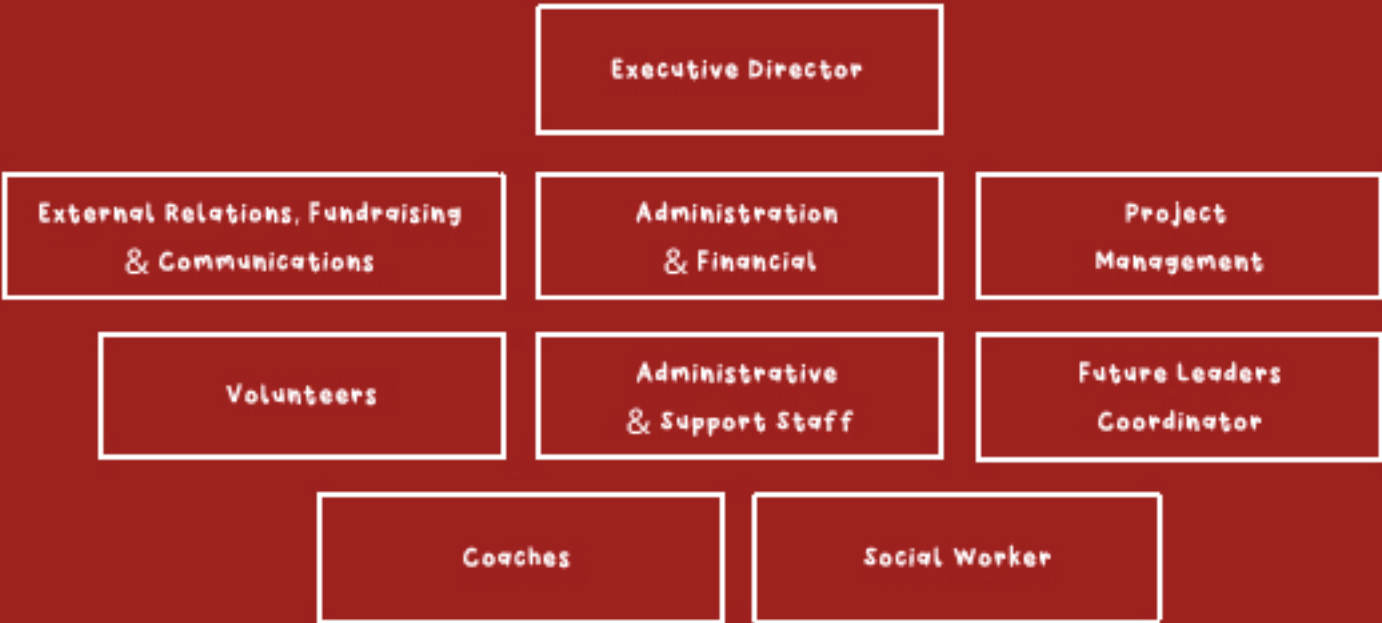 Executive Director
External Relations, Fundraising
& Communications
Administration
& Financial
Project
Management
Volunteers
Administrative
& Support Staff
Future Leaders
Coordinator
Coaches
Social Worker